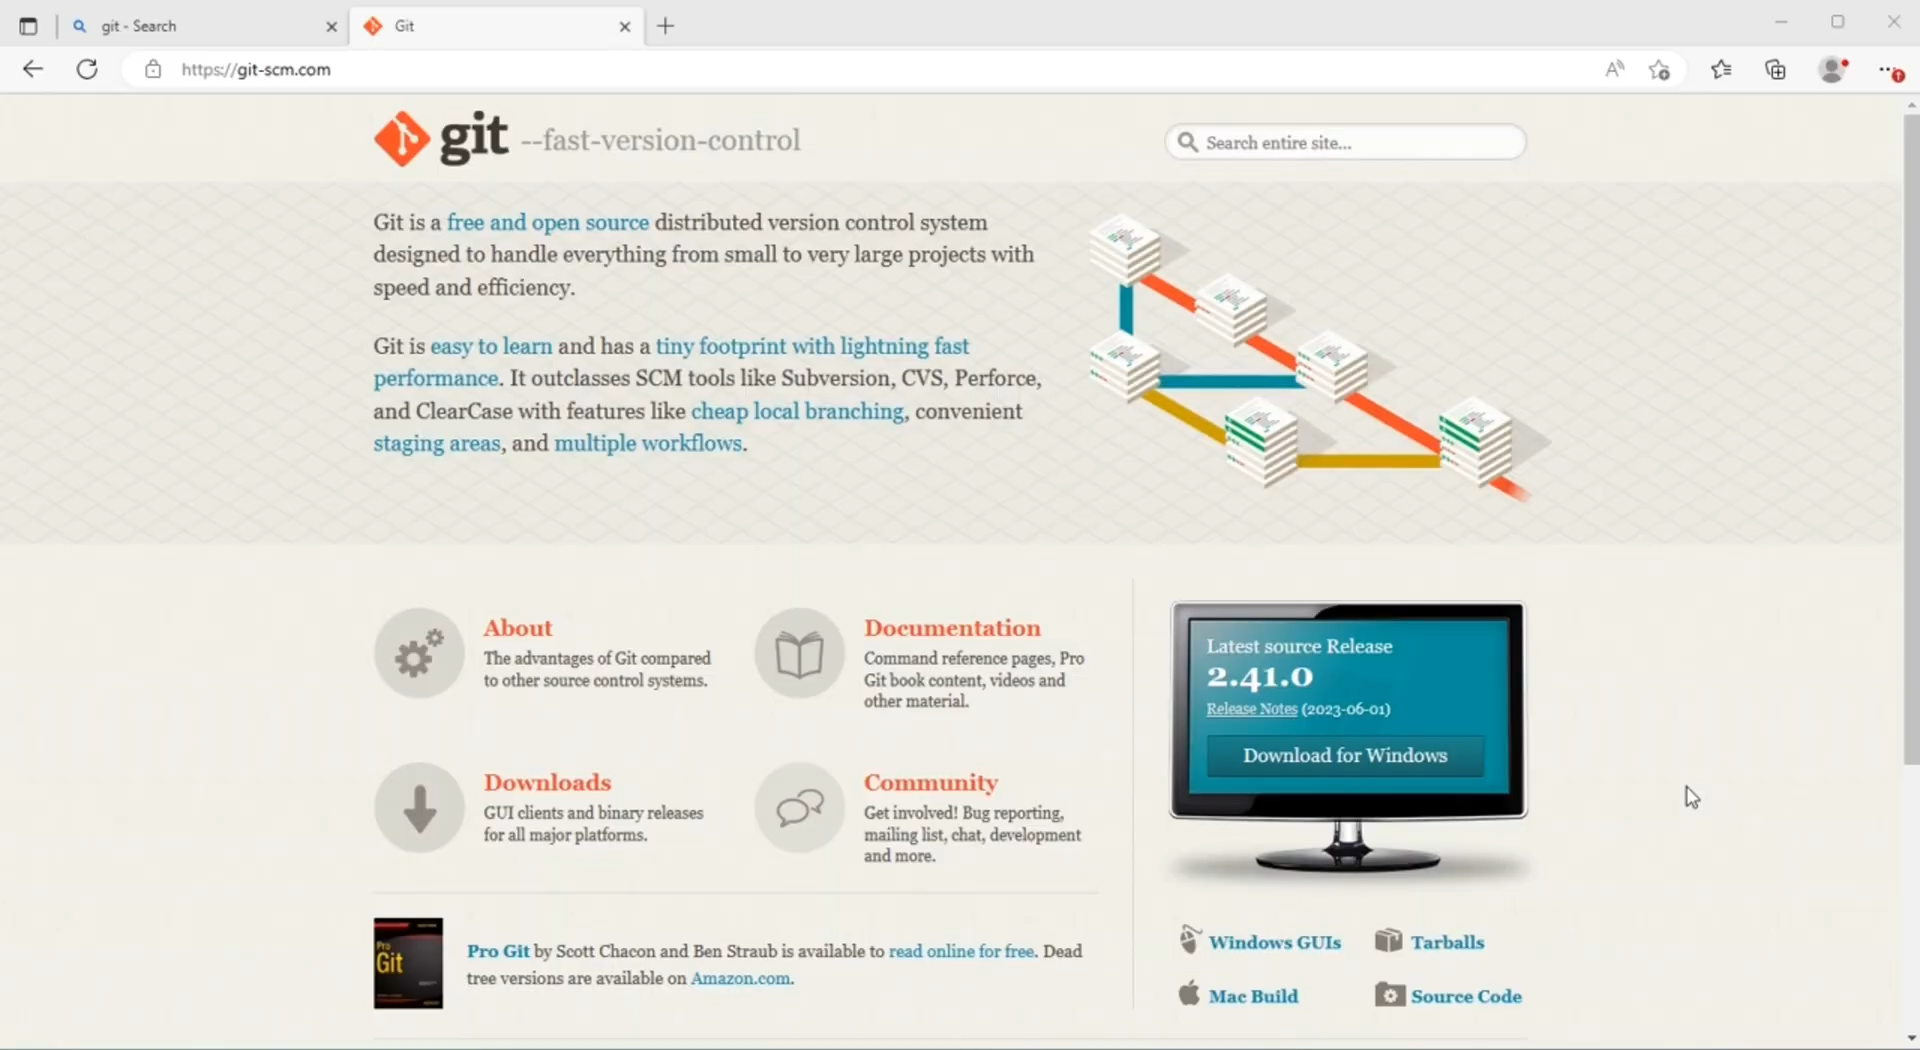 git - Search
Git
https://git-scm.com
git --fast-version-control
Search entire site...
Git is a free and open source distributed version control system
designed to handle everything from small to very large projects with
speed and efficiency.
Git is easy to learn and has a tiny footprint with lightning fast
performance. It outclasses SCM tools like Subversion, CVS, Perforce,
and ClearCase with features like cheap local branching, convenient
staging areas, and multiple workflows.
About
The advantages of Git compared
to other source control systems.
Documentation
Command reference pages, Pro
Git book content, videos and
other material.
Downloads
GUI clients and binary releases
for all major platforms.
Community
Get involved! Bug reporting,
mailing list, chat, development
and more.
Latest source Release
2.41.0
Release Notes (2023-06-01)
Download for Windows
Pro
Git
Pro Git by Scott Chacon and Ben Straub is available to read online for free. Dead
tree versions are available on Amazon.com.
Windows GUIs
Tarballs
Mac Build
Source Code